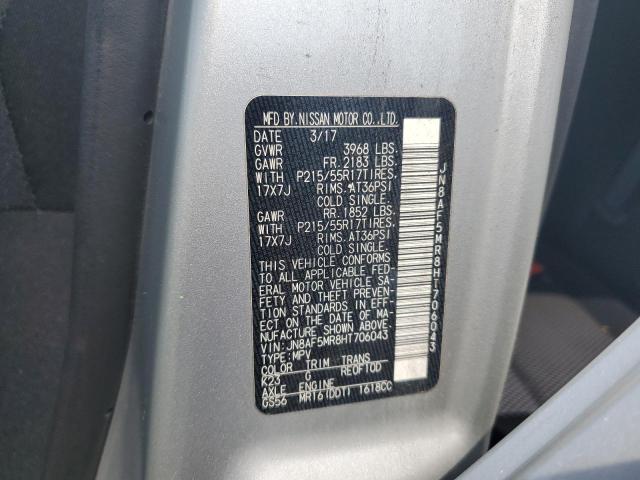 MFD BY. NISSAN MOTOR CO., LTD.
DATE 3/17
GVWR 3968 LBS.
GAWR FR. 2183 LBS.
WITH P215/55R17TIRES,
17X7J RIMS. AT36PSI
COLD SINGLE.
GAWR RR. 1852 LBS.
WITH P215/55R17TIRES,
17X7J RIMS. AT36PSI
COLD SINGLE.
THIS VEHICLE CONFORMS
TO ALL APPLICABLE FED-
ERAL MOTOR VEHICLE SA-
FETY AND THEFT PREVEN-
TION STANDARDS IN EFF-
ECT ON THE DATE OF MA-
NUFACTURE SHOWN ABOVE.
VIN:JN8AF5MR8HT706043
TYPE:MPV
COLOR TRIM TRANS
K23 G RE0F10D
AXLE ENGINE
GS56 MR16(DDT) 1618CC
JN8AF5MR8HT706043